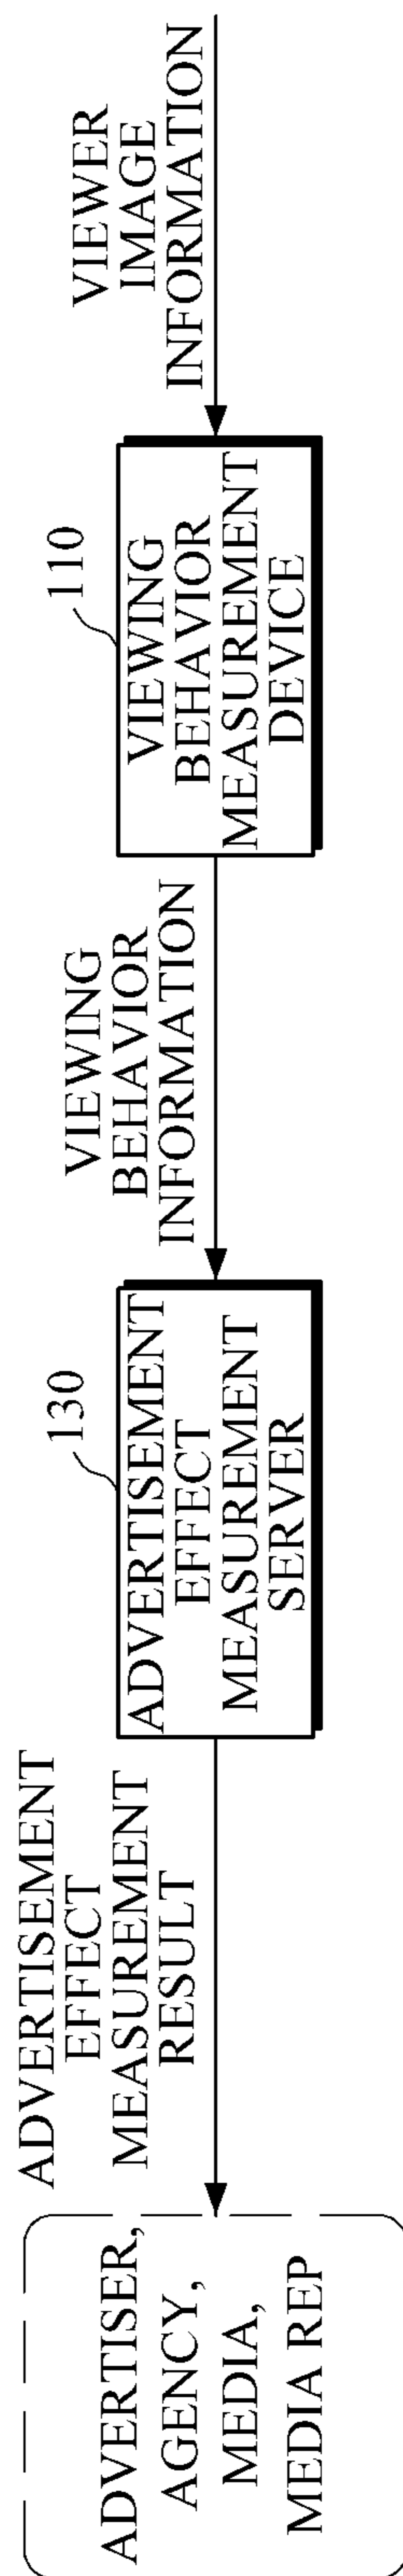 ADVERTISER,
AGENCY,
MEDIA,
MEDIA REP
ADVERTISEMENT
EFFECT
MEASUREMENT
RESULT
130
ADVERTISEMENT
EFFECT
MEASUREMENT
SERVER
VIEWING
BEHAVIOR
INFORMATION
110
VIEWING
BEHAVIOR
MEASUREMENT
DEVICE
VIEWER
IMAGE
INFORMATION